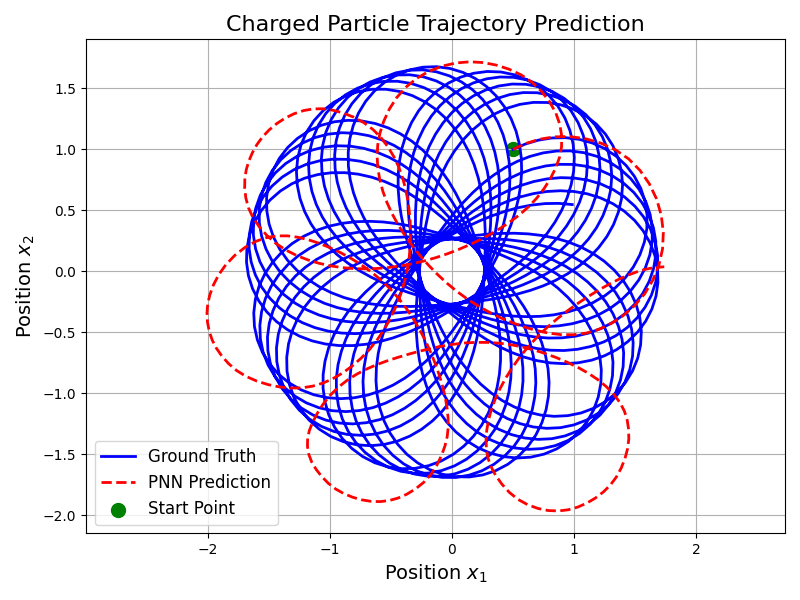 Charged Particle Trajectory Prediction
Position x₂
1.5
1.0
0.5
0.0
−0.5
−1.0
−1.5
−2.0
Ground Truth
PNN Prediction
Start Point
−2
−1
0
1
2
Position x₁